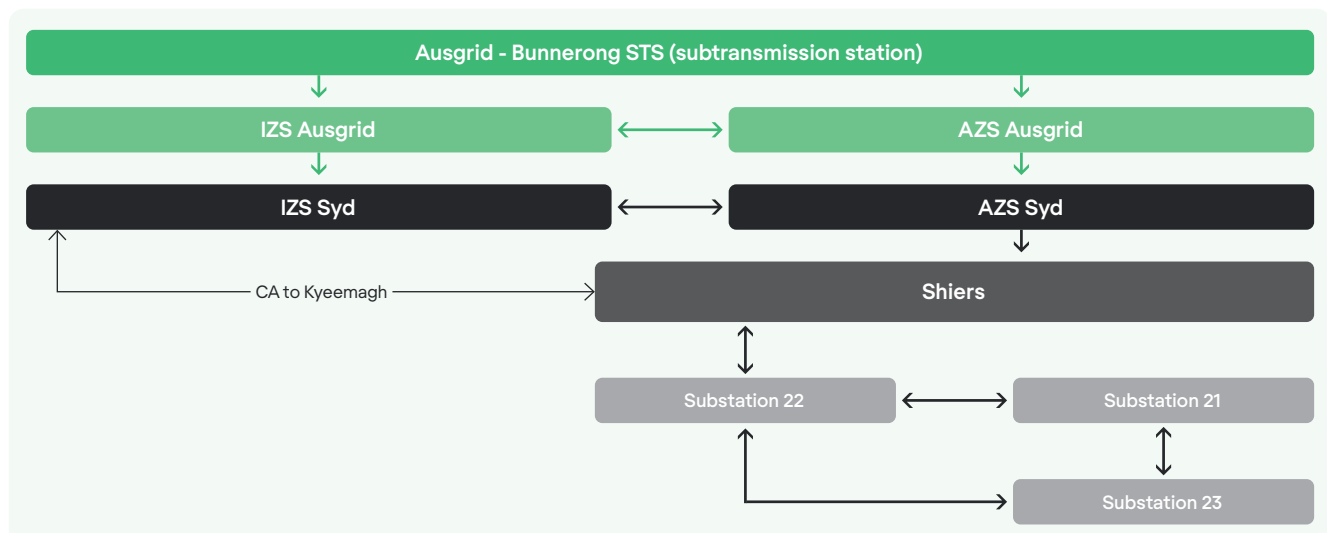 Ausgrid - Bunnerong STS (subtransmission station)
IZS Ausgrid
AZS Ausgrid
IZS Syd
AZS Syd
CA to Kyeemagh
Shiers
Substation 22
Substation 21
Substation 23